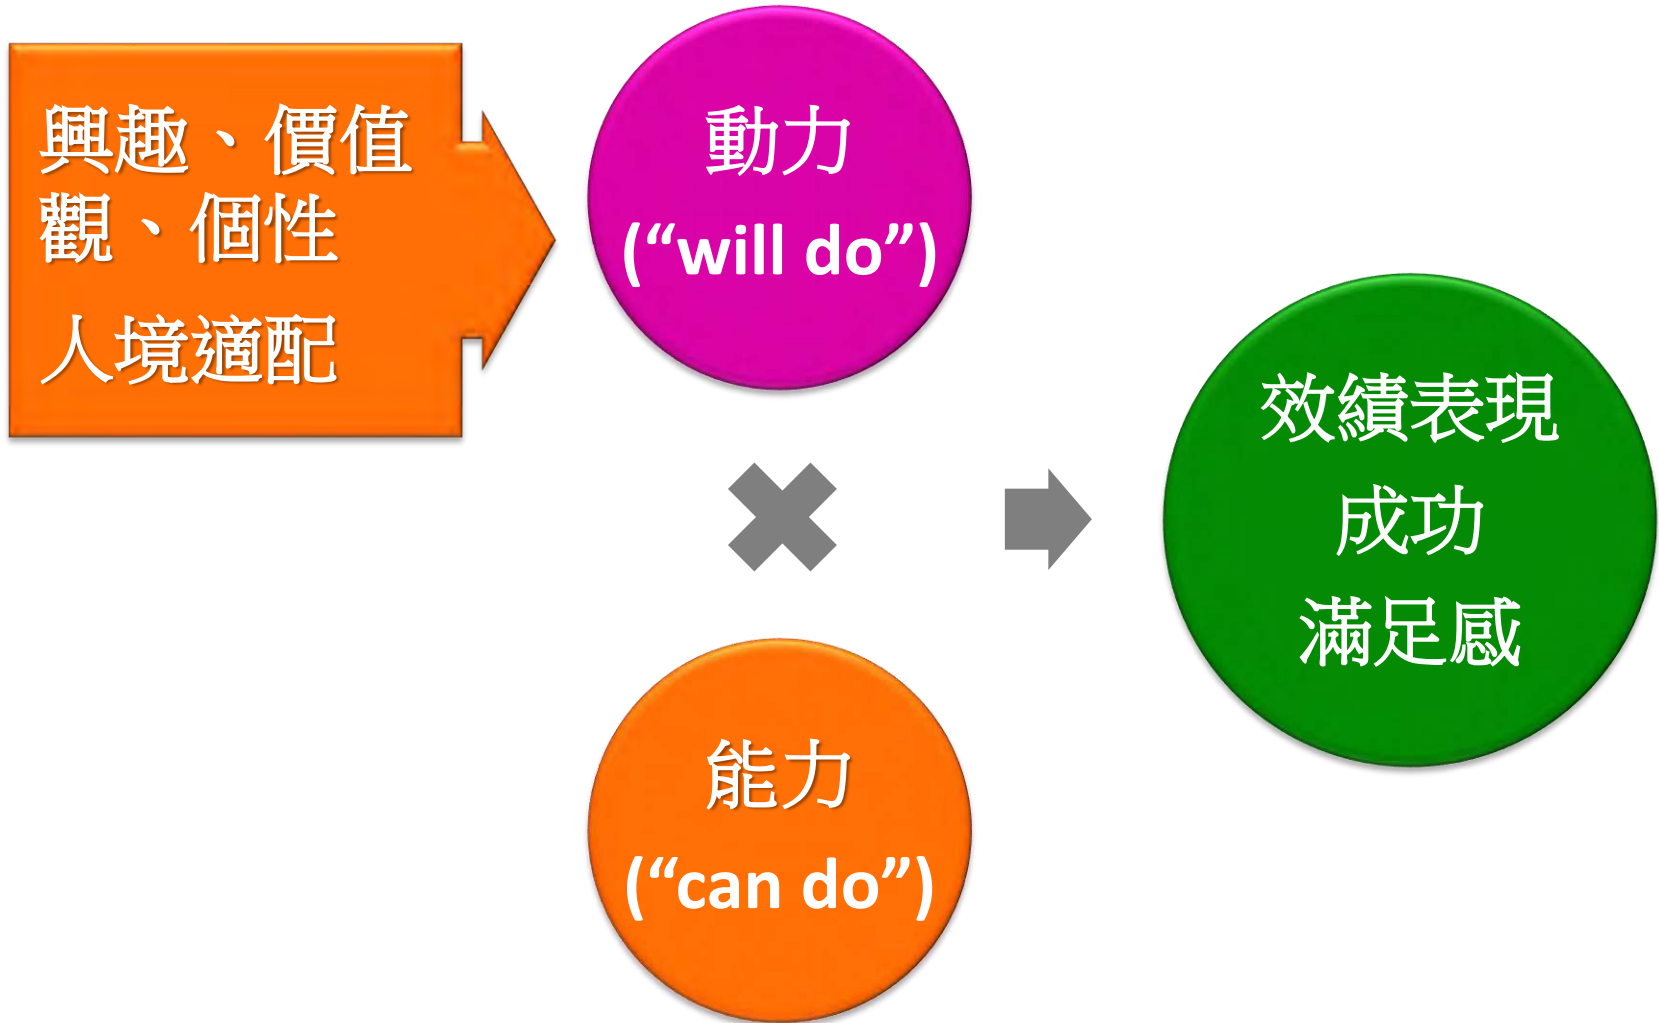 興趣、價值
觀、個性
人境適配
動力
(“will do”)
效績表現
成功
滿足感
能力
(“can do”)